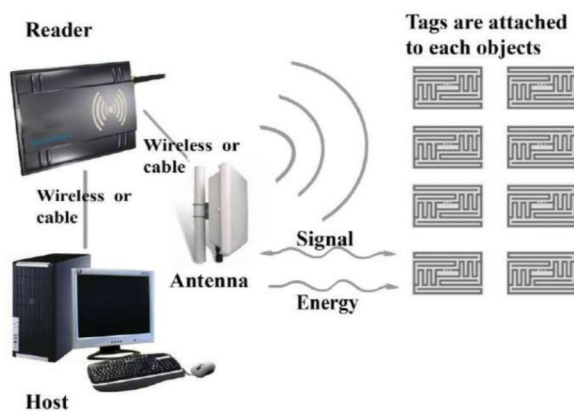 Reader
Tags are attached
to each objects
Wireless or
cable
Wireless or
cable
Signal
Antenna
Energy
Host